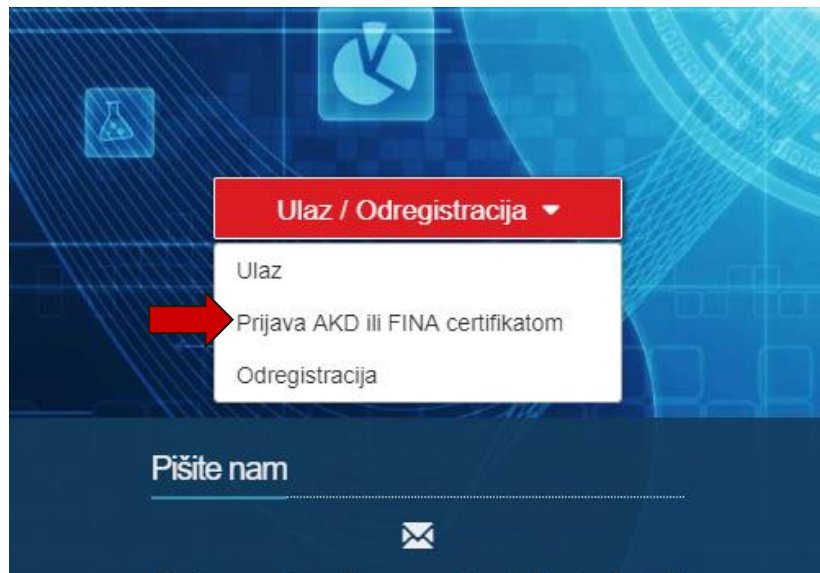 Ulaz / Odregistracija
Ulaz
Prijava AKD ili FINA certifikatom
Odregistracija
Pišite nam